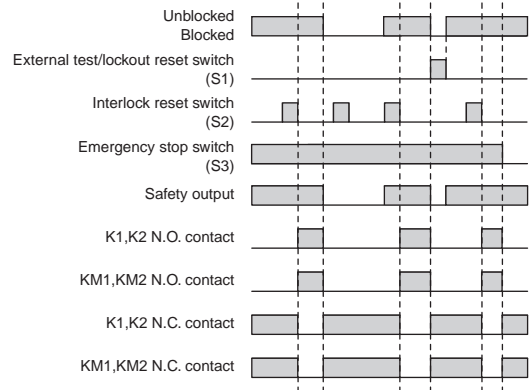 Unblocked
Blocked
External test/lockout reset switch
(S1)
Interlock reset switch
(S2)
Emergency stop switch
(S3)
Safety output
K1,K2 N.O. contact
KM1,KM2 N.O. contact
K1,K2 N.C. contact
KM1,KM2 N.C. contact